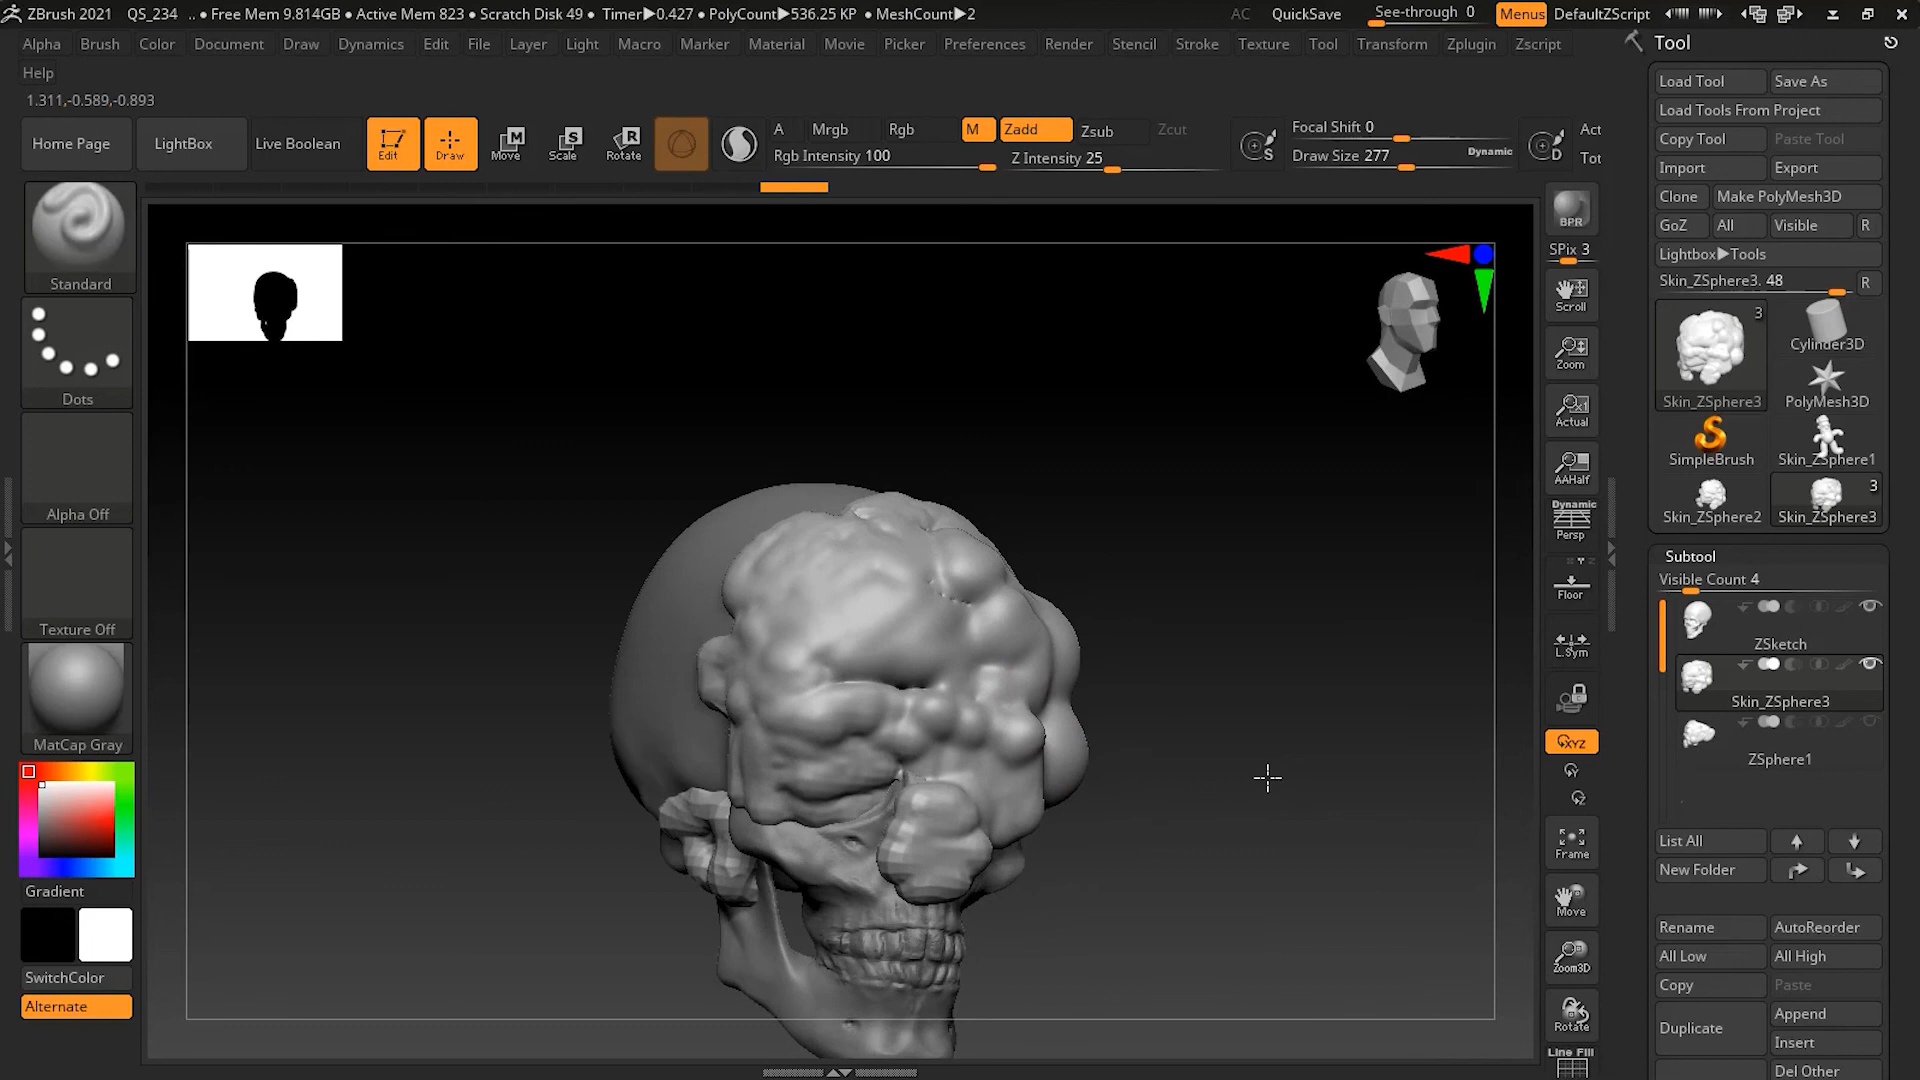 ZBrush 2021 QS_234 .. • Free Mem 9.814GB • Active Mem 823 • Scratch Disk 49 • Timer▶0.427 • PolyCount▶536.25 KP • MeshCount▶2 AC QuickSave See-through 0 Menus DefaultZScript
Alpha Brush Color Document Draw Dynamics Edit File Layer Light Macro Marker Material Movie Picker Preferences Render Stencil Stroke Texture Tool Transform Zplugin Zscript
Help
1.311,-0.589,-0.893
Home Page LightBox Live Boolean Edit Draw Move Scale Rotate
A Mrgb Rgb M Zadd Zsub Zcut
Rgb Intensity 100 Z Intensity 25
Focal Shift 0
Draw Size 277 Dynamic
S
D
Act
Tot
Standard
Dots
Alpha Off
Texture Off
MatCap Gray
Gradient
SwitchColor
Alternate
BPR
SPix 3
Scroll
Zoom
Actual
AAHalf
Dynamic
Persp
Floor
L.Sym
XYZ
Y
Z
Frame
Move
Zoom3D
Rotate
Line Fill
Tool
Load Tool Save As
Load Tools From Project
Copy Tool Paste Tool
Import Export
Clone Make PolyMesh3D
GoZ All Visible R
Lightbox▶Tools
Skin_ZSphere3. 48 R
3
Skin_ZSphere3 Cylinder3D
PolyMesh3D
SimpleBrush Skin_ZSphere1
3
Skin_ZSphere2 Skin_ZSphere3
Subtool
Visible Count 4
ZSketch
Skin_ZSphere3
ZSphere1
List All
New Folder
Rename AutoReorder
All Low All High
Copy Paste
Duplicate Append
Insert
Del Other